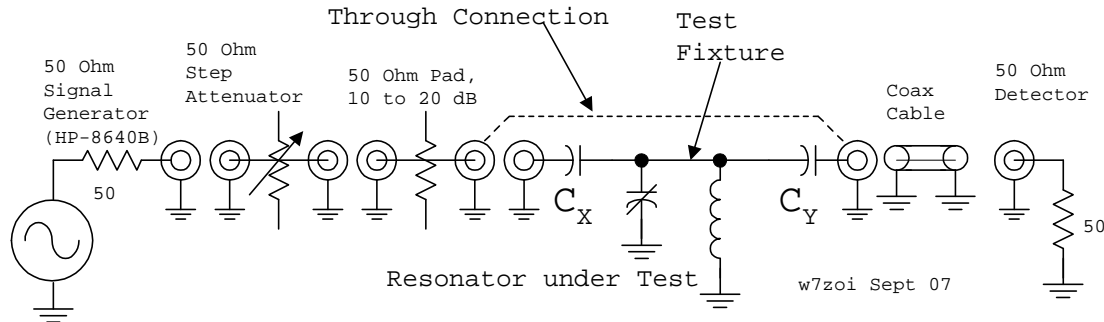 Through Connection
Test
Fixture
50 Ohm
Signal
Generator
(HP-8640B)
50 Ohm
Step
Attenuator
50 Ohm Pad,
10 to 20 dB
Coax
Cable
50 Ohm
Detector
50
CX
CY
50
Resonator under Test
w7zoi Sept 07